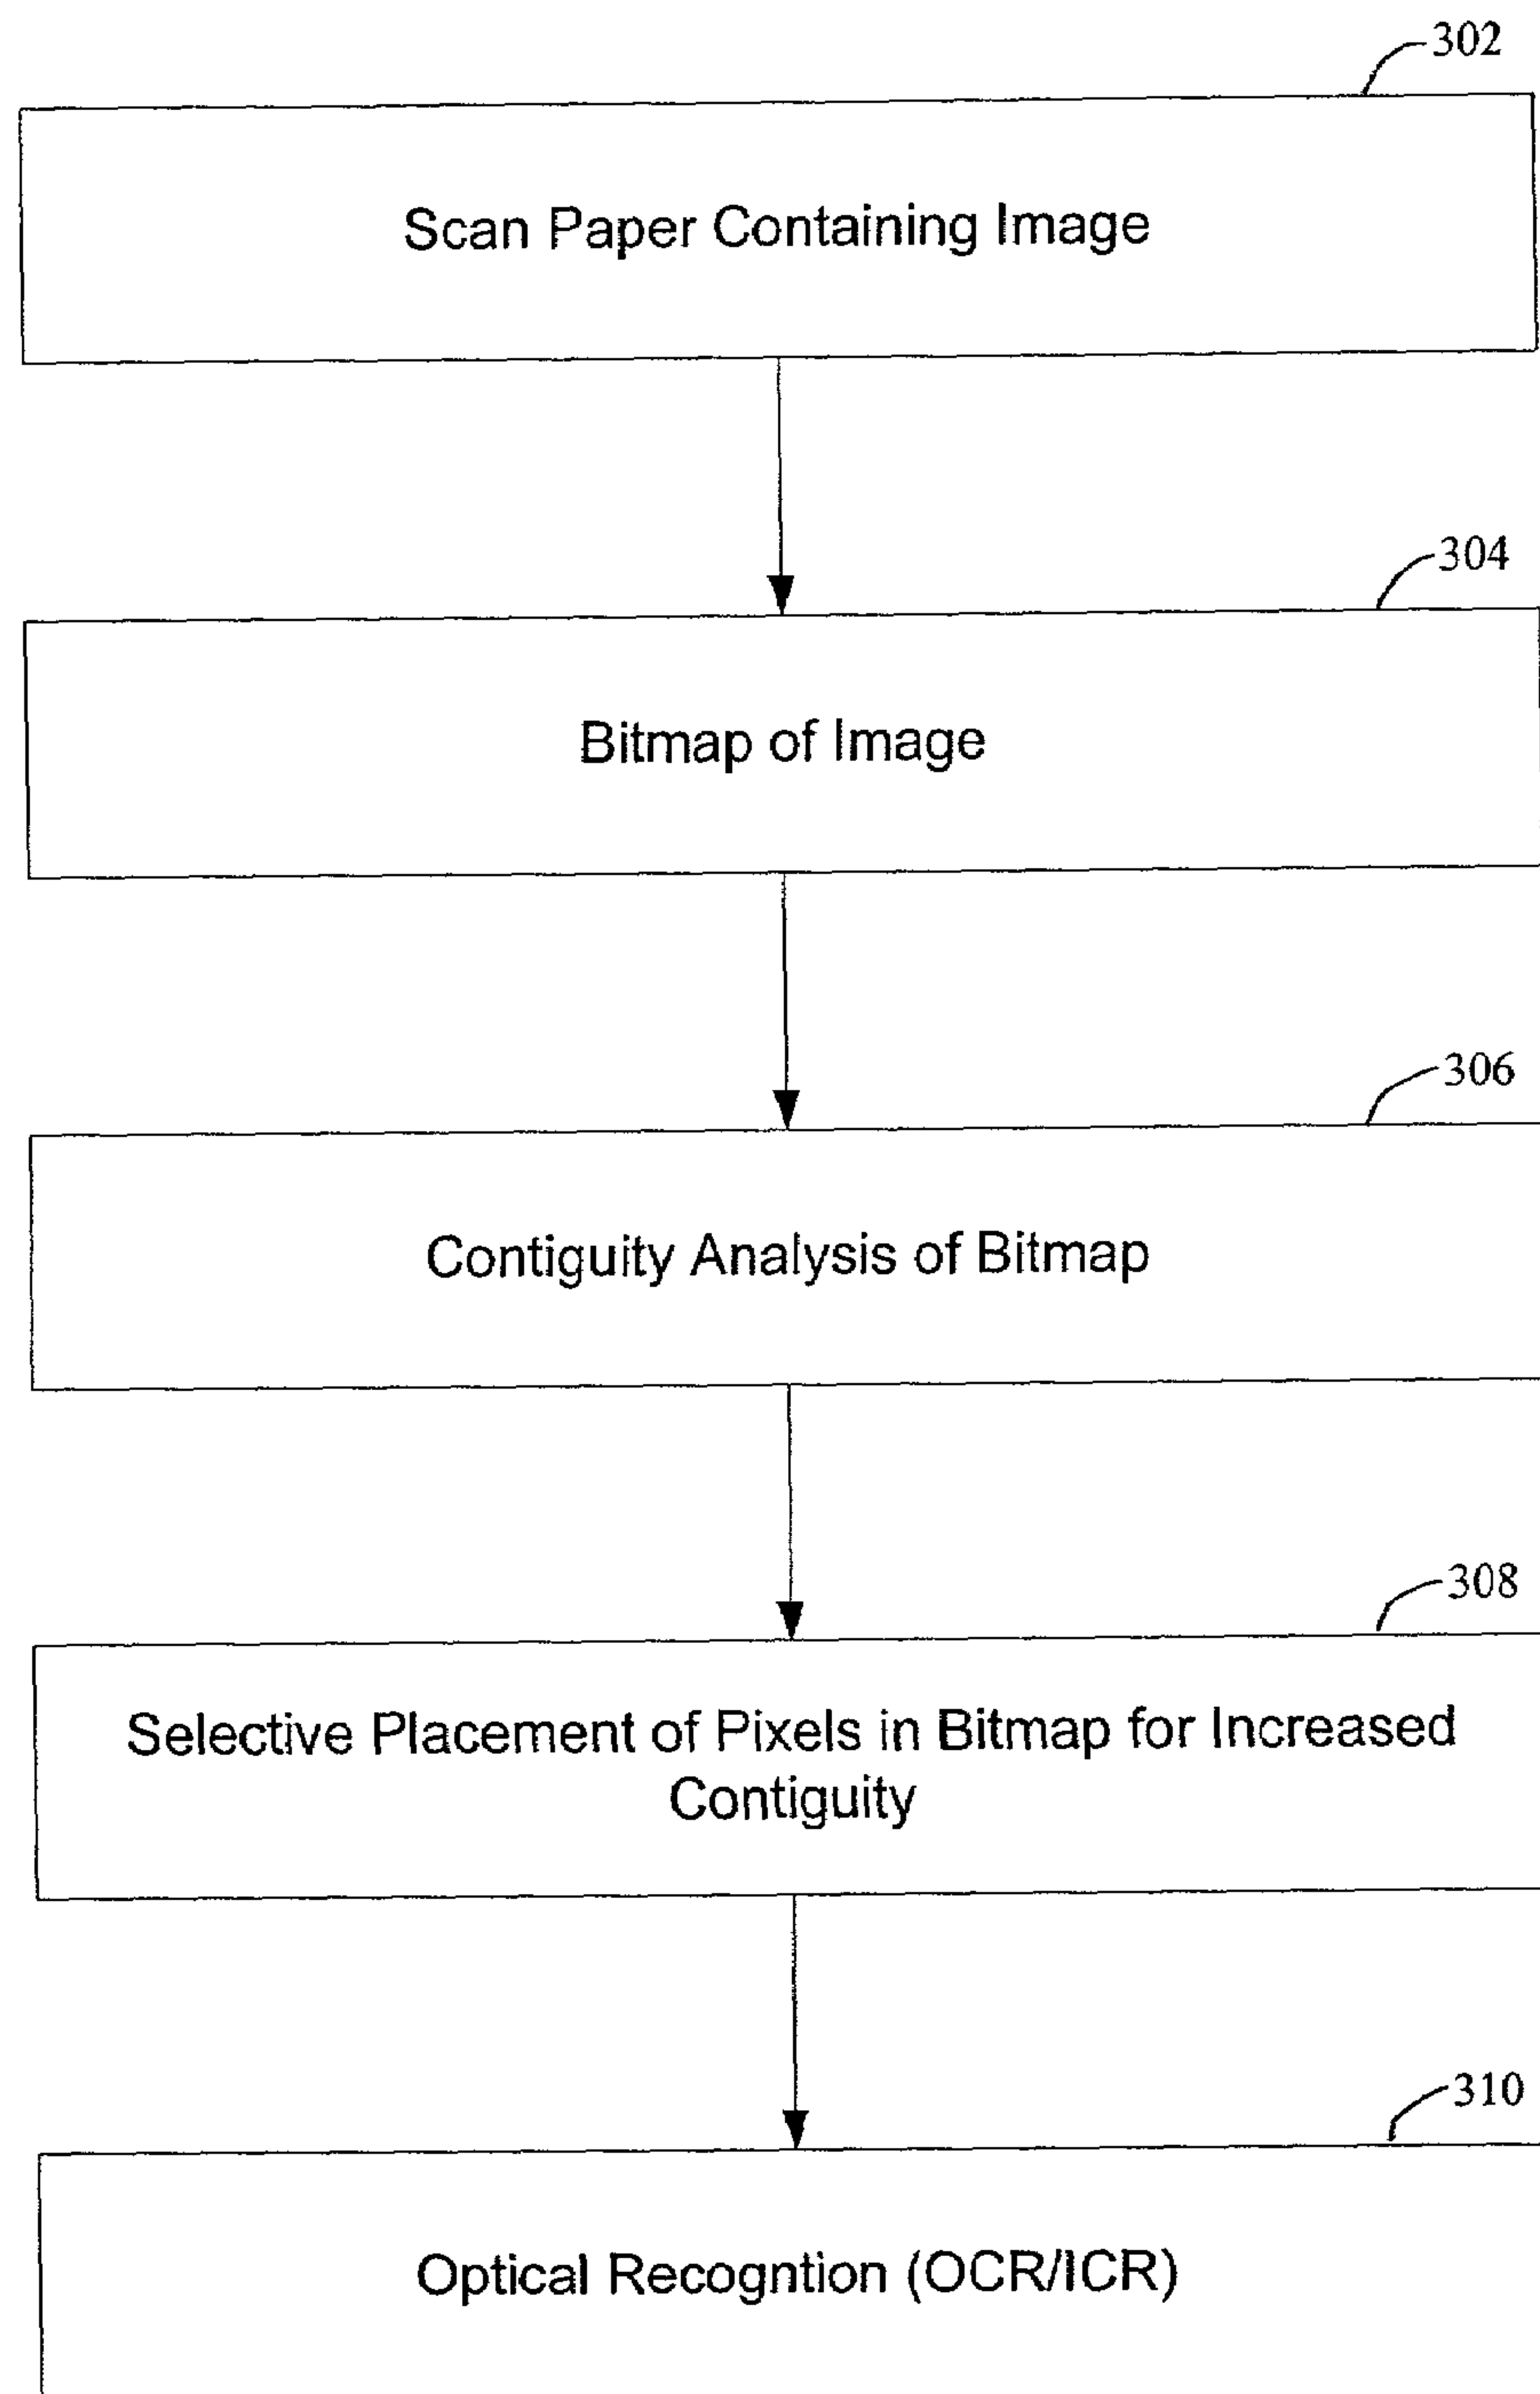 302
Scan Paper Containing Image
304
Bitmap of Image
306
Contiguity Analysis of Bitmap
308
Selective Placement of Pixels in Bitmap for Increased
Contiguity
310
Optical Recogntion (OCR/ICR)